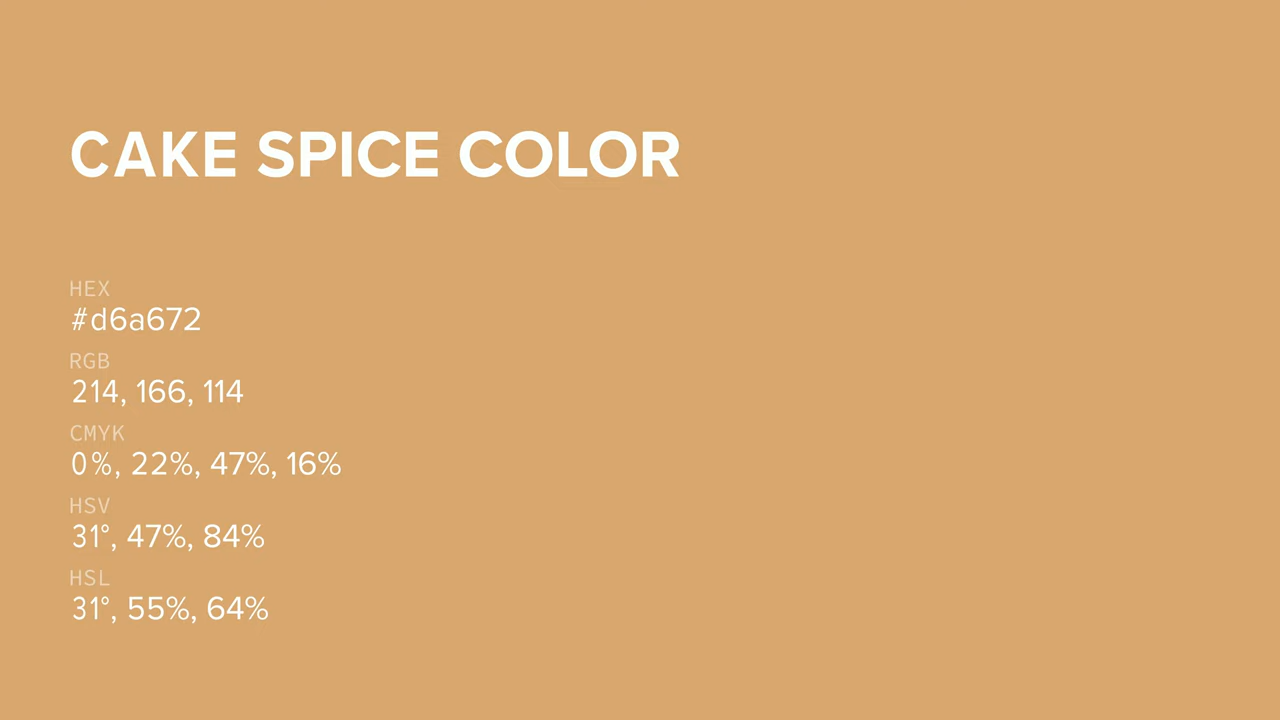 CAKE SPICE COLOR
HEX
#d6a672
RGB
214, 166, 114
CMYK
0%, 22%, 47%, 16%
HSV
31°, 47%, 84%
HSL
31°, 55%, 64%